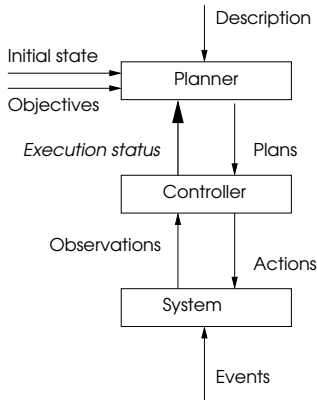 Description
Initial state
Planner
Objectives
Execution status
Plans
Controller
Observations
Actions
System
Events